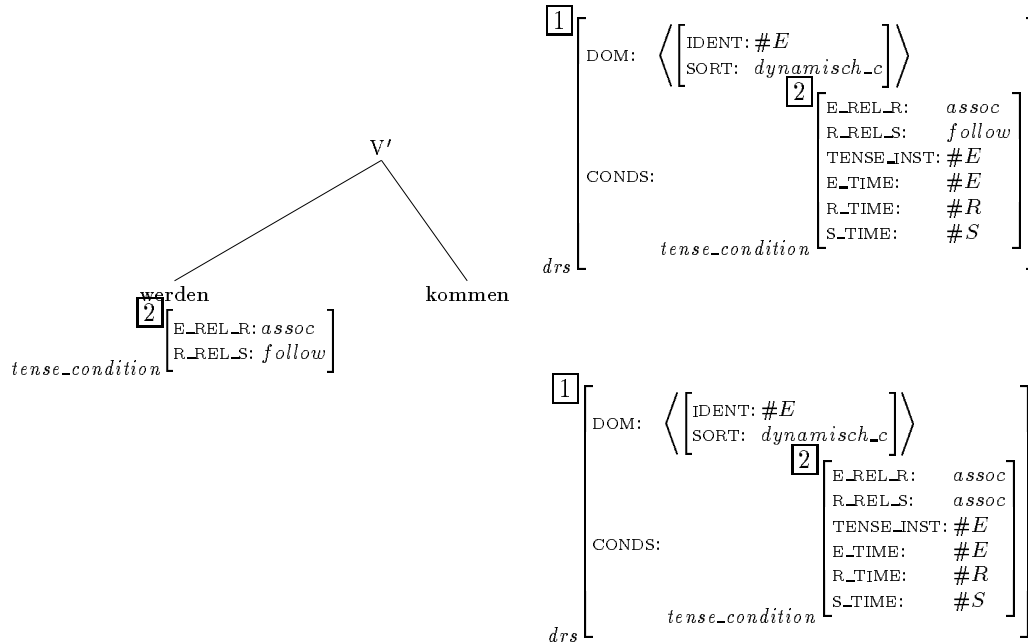 V′
werden kommen
2
E_REL_R: assoc
R_REL_S: follow
tense_condition
1
DOM: ⟨[IDENT: #E
SORT: dynamisch_c]⟩
2
E_REL_R: assoc
R_REL_S: follow
TENSE_INST: #E
E_TIME: #E
CONDS:
R_TIME: #R
S_TIME: #S
tense_condition
drs
1
DOM: ⟨[IDENT: #E
SORT: dynamisch_c]⟩
2
E_REL_R: assoc
R_REL_S: assoc
TENSE_INST: #E
CONDS:
E_TIME: #E
R_TIME: #R
S_TIME: #S
tense_condition
drs